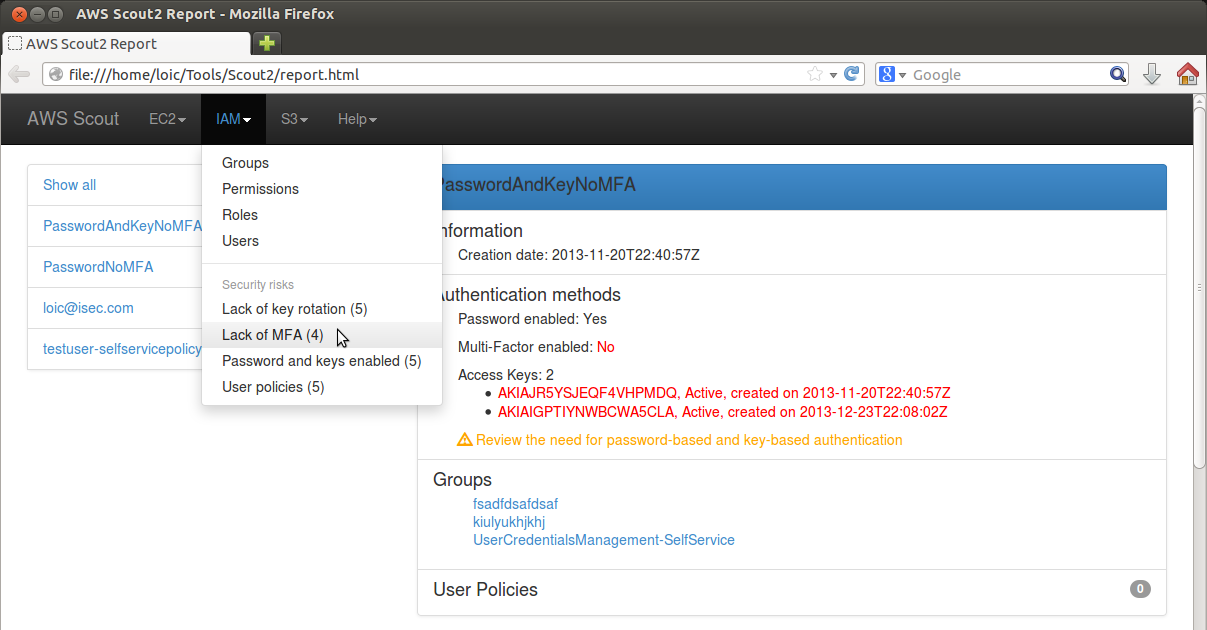 AWS Scout2 Report - Mozilla Firefox
AWS Scout2 Report
file:///home/loic/Tools/Scout2/report.html
Google
AWS Scout EC2 IAM S3 Help
Show all
PasswordAndKeyNoMFA
PasswordNoMFA
loic@isec.com
testuser-selfservicepolicy
Groups
Permissions
Roles
Users
Security risks
Lack of key rotation (5)
Lack of MFA (4)
Password and keys enabled (5)
User policies (5)
PasswordAndKeyNoMFA
nformation
Creation date: 2013-11-20T22:40:57Z
Authentication methods
Password enabled: Yes
Multi-Factor enabled: No
Access Keys: 2
AKIAJR5YSJEQF4VHPMDQ, Active, created on 2013-11-20T22:40:57Z
AKIAIGPTIYNWBCWA5CLA, Active, created on 2013-12-23T22:08:02Z
Review the need for password-based and key-based authentication
Groups
fsadfdsafdsaf
kiulyukhjkhj
UserCredentialsManagement-SelfService
User Policies 0